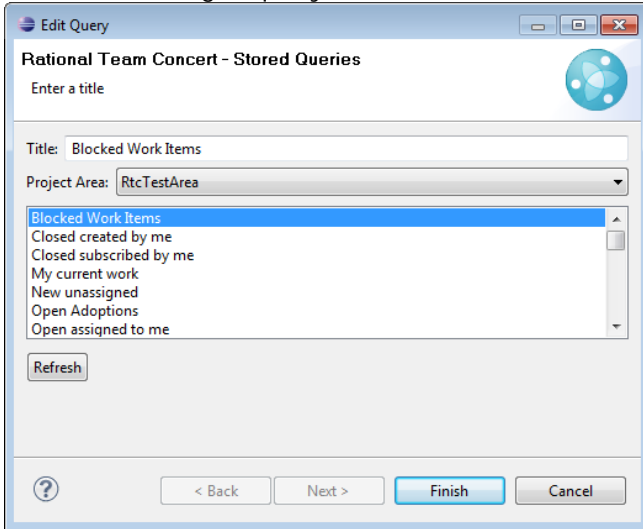 Edit Query
Rational Team Concert - Stored Queries
Enter a title
Title: Blocked Work Items
Project Area: RtcTestArea
Blocked Work Items
Closed created by me
Closed subscribed by me
My current work
New unassigned
Open Adoptions
Open assigned to me
Refresh
? < Back Next > Finish Cancel